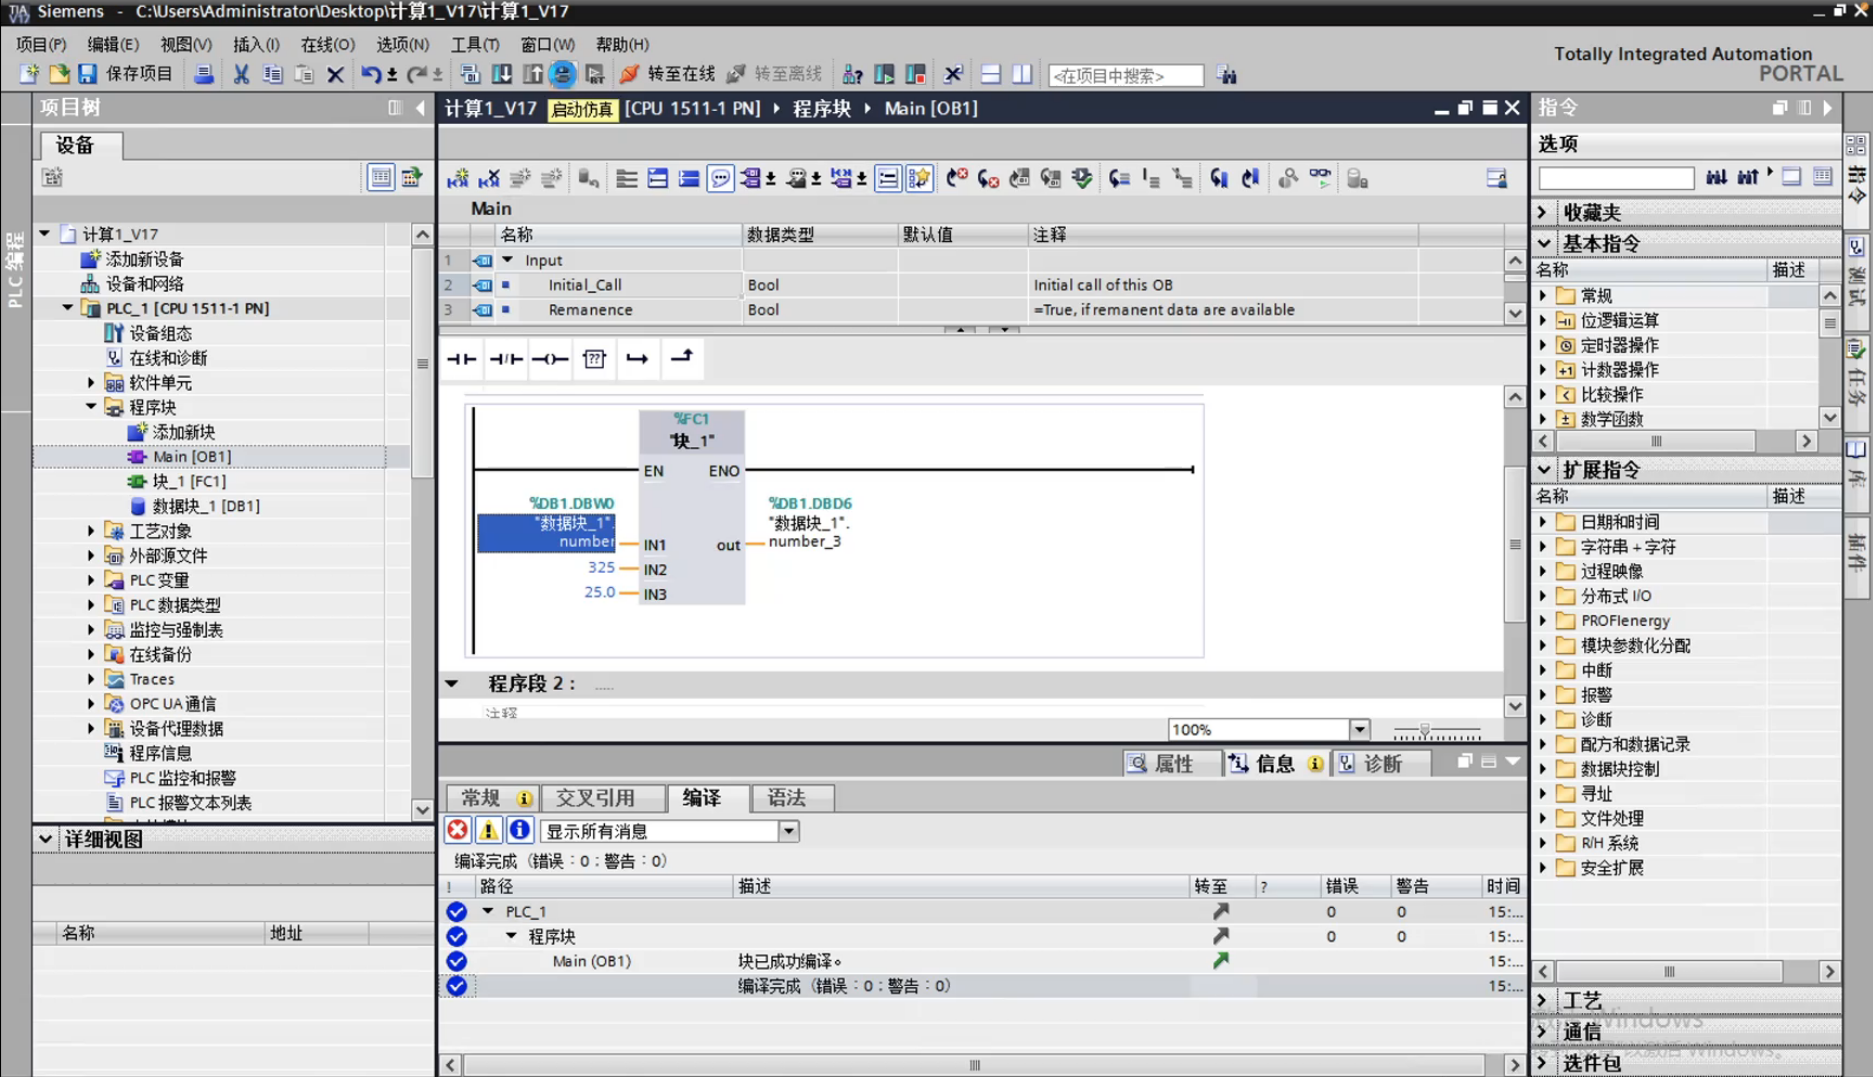 Siemens - C:\Users\Administrator\Desktop\计算1_V17\计算1_V17
项目(P) 编辑(E) 视图(V) 插入(I) 在线(O) 选项(N) 工具(T) 窗口(W) 帮助(H)
Totally Integrated Automation
PORTAL
保存项目 转至在线 转至离线 <在项目中搜索>
项目树
设备
PLC 编程
计算1_V17
添加新设备
设备和网络
PLC_1 [CPU 1511-1 PN]
设备组态
在线和诊断
软件单元
程序块
添加新块
Main [OB1]
块_1 [FC1]
数据块_1 [DB1]
工艺对象
外部源文件
PLC 变量
PLC 数据类型
监控与强制表
在线备份
Traces
OPC UA 通信
设备代理数据
程序信息
PLC 监控和报警
PLC 报警文本列表
详细视图
名称 地址
计算1_V17 启动仿真 [CPU 1511-1 PN] 程序块 Main [OB1]
Main
名称 数据类型 默认值 注释
1 Input
2 Initial_Call Bool Initial call of this OB
3 Remanence Bool =True, if remanent data are available
%FC1
"块_1"
EN ENO
%DB1.DBW0
"数据块_1".
number IN1
325 IN2
25.0 IN3
%DB1.DBD6
"数据块_1".
out number_3
程序段 2： .....
注释
100%
属性 信息 诊断
常规 交叉引用 编译 语法
显示所有消息
编译完成（错误：0；警告：0）
! 路径 描述 转至 ? 错误 警告 时间
PLC_1 0 0 15:...
程序块 0 0 15:...
Main (OB1) 块已成功编译。 15:...
编译完成（错误：0；警告：0） 15:...
指令
选项
收藏夹
基本指令
名称 描述
常规
位逻辑运算
定时器操作
计数器操作
比较操作
数学函数
扩展指令
名称 描述
日期和时间
字符串 + 字符
过程映像
分布式 I/O
PROFIenergy
模块参数化分配
中断
报警
诊断
配方和数据记录
数据块控制
寻址
文件处理
R/H 系统
安全扩展
工艺
通信
选件包
激活 Windows
指令
测试
任务
库
插件